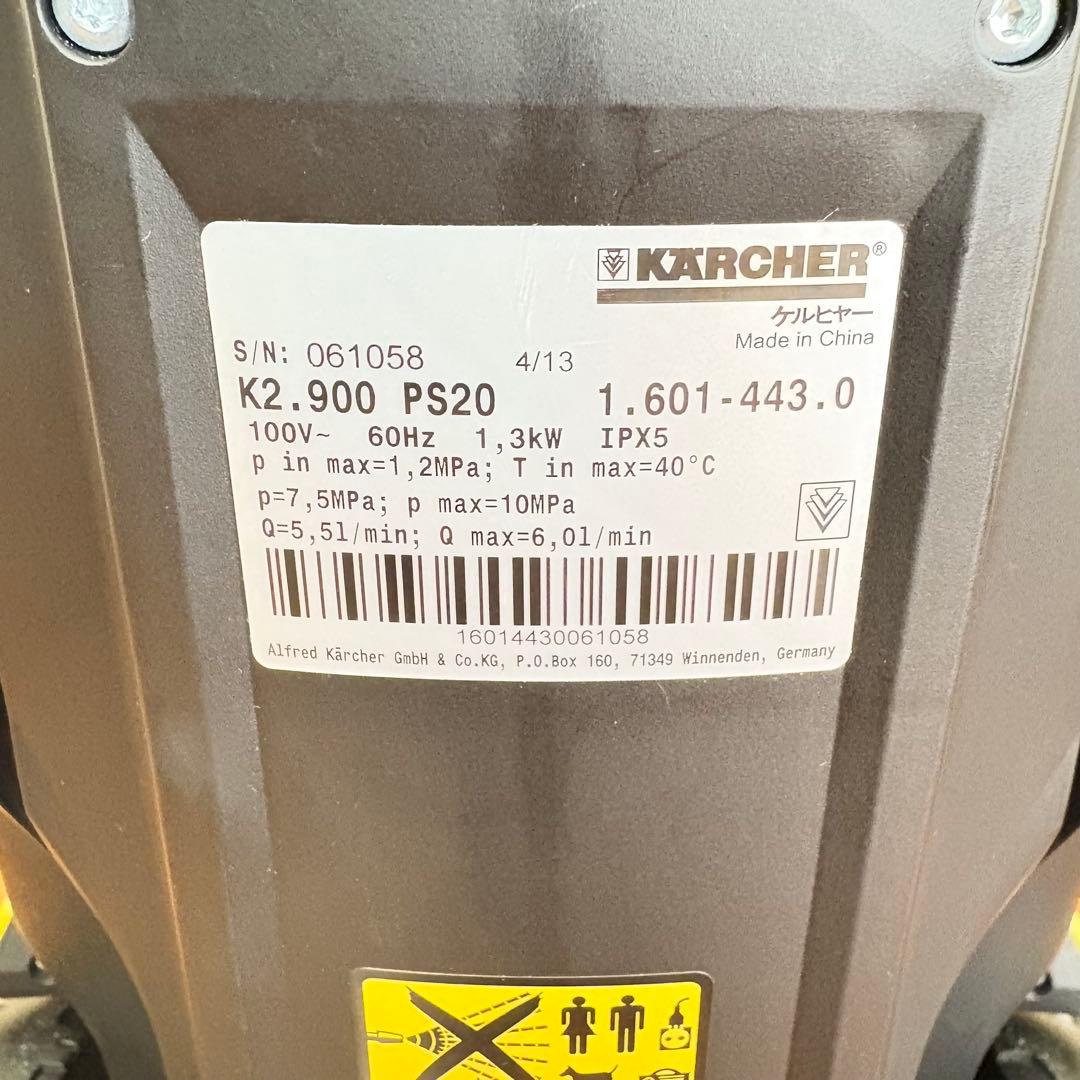 KÄRCHER®
ケルヒャー
Made in China
S/N: 061058 4/13
K2.900 PS20 1.601-443.0
100V~ 60Hz 1,3kW IPX5
p in max=1,2MPa; T in max=40°C
p=7,5MPa; p max=10MPa
Q=5,5l/min; Q max=6,0l/min
16014430061058
Alfred Kärcher GmbH & Co.KG, P.O.Box 160, 71349 Winnenden, Germany